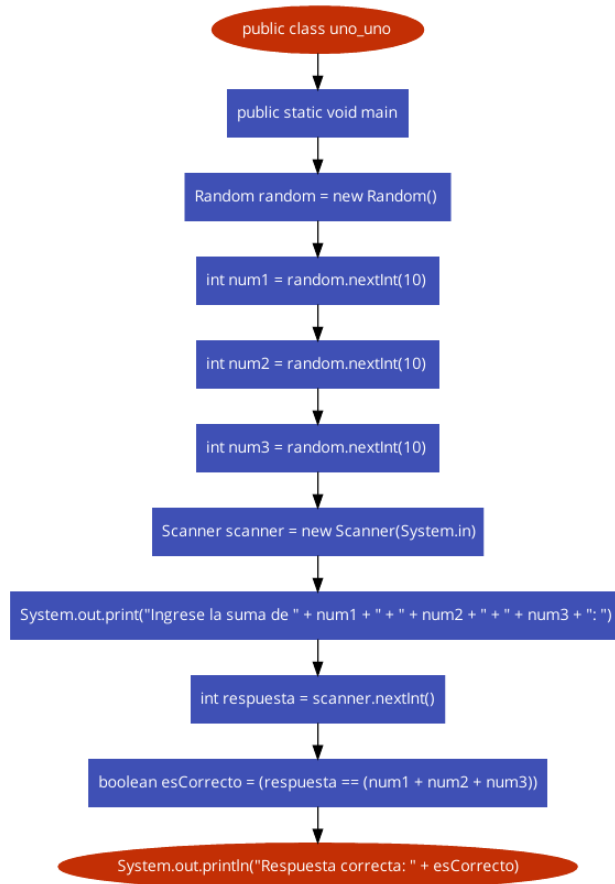 public class uno_uno
public static void main
Random random = new Random()
int num1 = random.nextInt(10)
int num2 = random.nextInt(10)
int num3 = random.nextInt(10)
Scanner scanner = new Scanner(System.in)
System.out.print("Ingrese la suma de " + num1 + " + " + num2 + " + " + num3 + ": ")
int respuesta = scanner.nextInt()
boolean esCorrecto = (respuesta == (num1 + num2 + num3))
System.out.println("Respuesta correcta: " + esCorrecto)